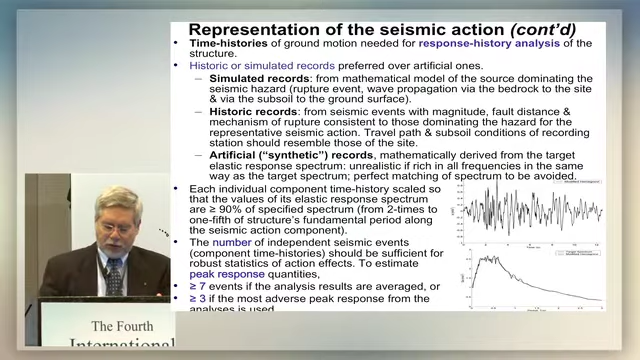 Representation of the seismic action (cont'd)
• Time-histories of ground motion needed for response-history analysis of the
structure.
• Historic or simulated records preferred over artificial ones.
– Simulated records: from mathematical model of the source dominating the
seismic hazard (rupture event, wave propagation via the bedrock to the site
& via the subsoil to the ground surface).
– Historic records: from seismic events with magnitude, fault distance &
mechanism of rupture consistent to those dominating the hazard for the
representative seismic action. Travel path & subsoil conditions of recording
station should resemble those of the site.
– Artificial (“synthetic”) records, mathematically derived from the target
elastic response spectrum: unrealistic if rich in all frequencies in the same
way as the target spectrum; perfect matching of spectrum to be avoided.
• Each individual component time-history scaled so
that the values of its elastic response spectrum
are ≥ 90% of specified spectrum (from 2-times to
one-fifth of structure's fundamental period along
the seismic action component).
• The number of independent seismic events
(component time-histories) should be sufficient for
robust statistics of action effects. To estimate
peak response quantities,
• ≥ 7 events if the analysis results are averaged, or
• ≥ 3 if the most adverse peak response from the
analyses is used
The Fourth
International